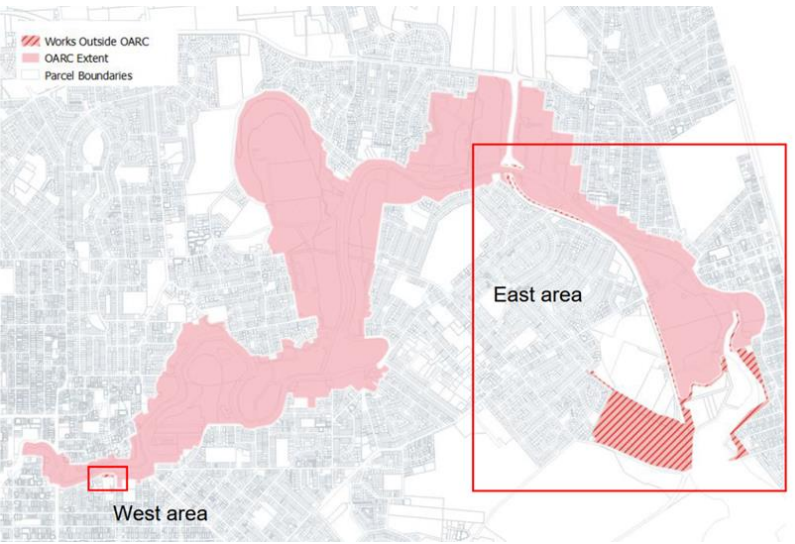 Works Outside OARC
OARC Extent
Parcel Boundaries
East area
West area